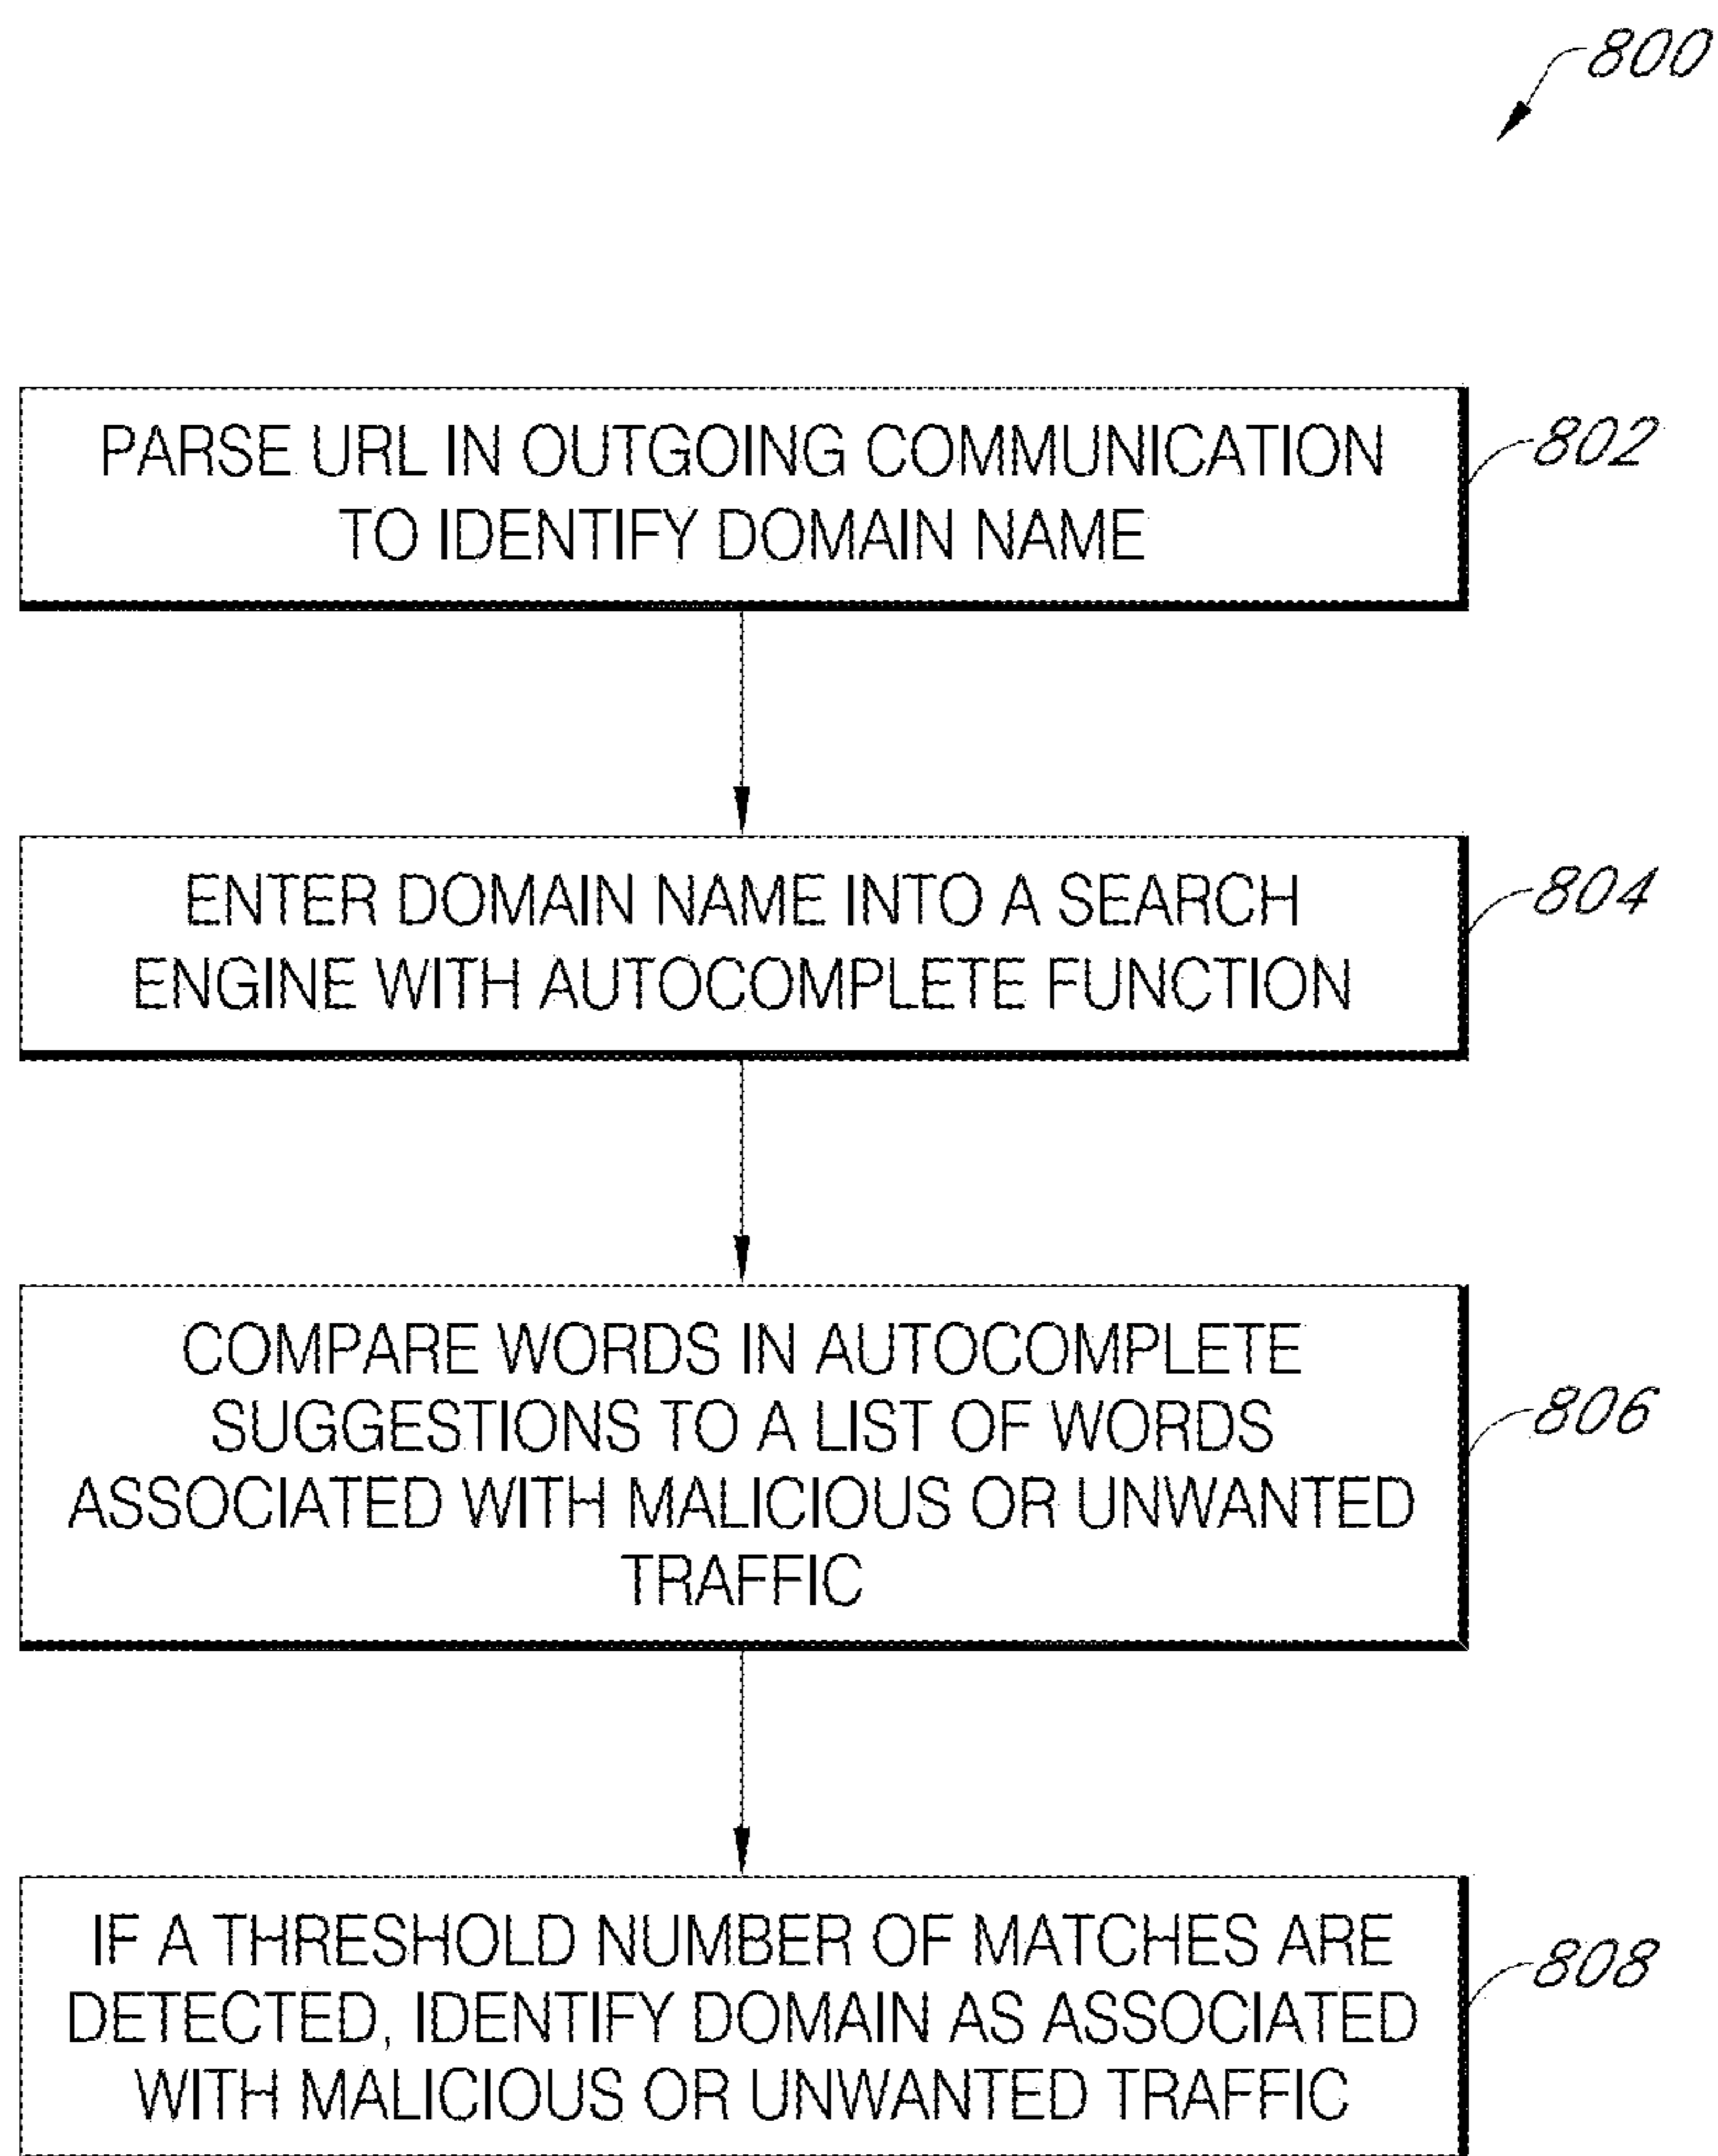 800
PARSE URL IN OUTGOING COMMUNICATION
TO IDENTIFY DOMAIN NAME
802
ENTER DOMAIN NAME INTO A SEARCH
ENGINE WITH AUTOCOMPLETE FUNCTION
804
COMPARE WORDS IN AUTOCOMPLETE
SUGGESTIONS TO A LIST OF WORDS
ASSOCIATED WITH MALICIOUS OR UNWANTED
TRAFFIC
806
IF A THRESHOLD NUMBER OF MATCHES ARE
DETECTED, IDENTIFY DOMAIN AS ASSOCIATED
WITH MALICIOUS OR UNWANTED TRAFFIC
808